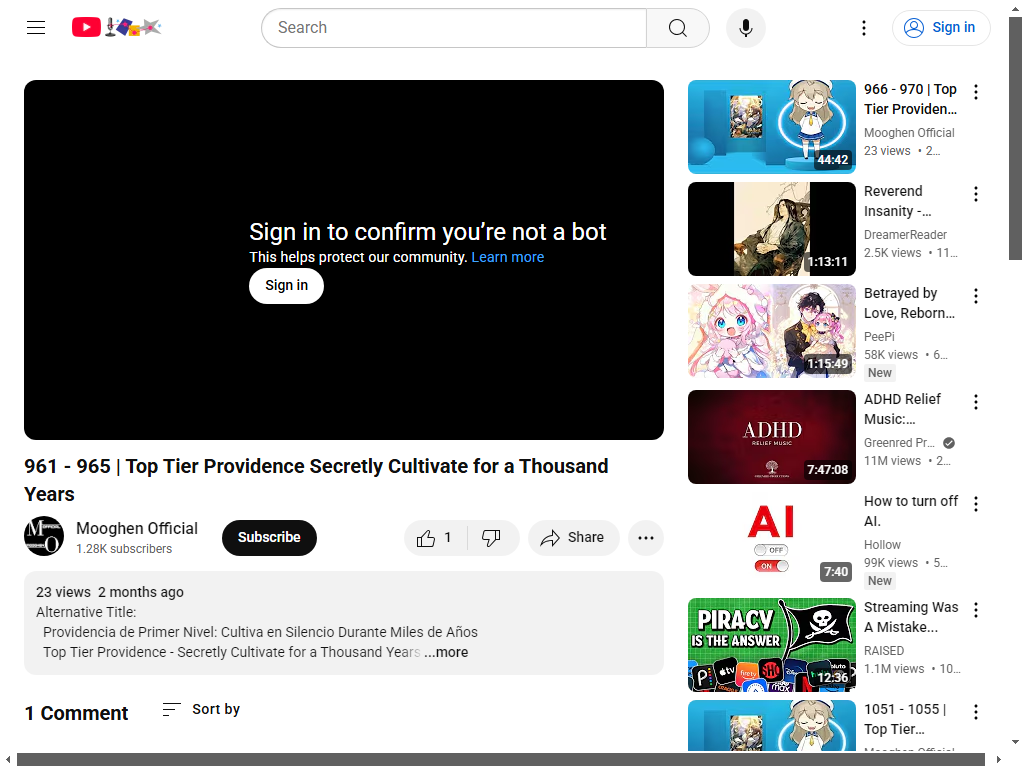 Search
Sign in
Sign in to confirm you're not a bot
This helps protect our community. Learn more
Sign in
961 - 965 | Top Tier Providence Secretly Cultivate for a Thousand
Years
Mooghen Official
1.28K subscribers
Subscribe
1
Share
23 views 2 months ago
Alternative Title:
Providencia de Primer Nivel: Cultiva en Silencio Durante Miles de Años
Top Tier Providence - Secretly Cultivate for a Thousand Years ...more
1 Comment
Sort by
966 - 970 | Top
Tier Providen...
Mooghen Official
23 views • 2...
44:42
Reverend
Insanity -...
DreamerReader
2.5K views • 11...
1:13:11
Betrayed by
Love, Reborn...
PeePi
58K views • 6...
New
1:15:49
ADHD
RELIEF MUSIC
7:47:08
ADHD Relief
Music:...
Greenred Pr...
11M views • 2...
AI
OFF
ON
7:40
How to turn off
AI.
Hollow
99K views • 5...
New
PIRACY
IS THE ANSWER
12:36
Streaming Was
A Mistake...
RAISED
1.1M views • 10...
1051 - 1055 |
Top Tier...
Mooghen Official